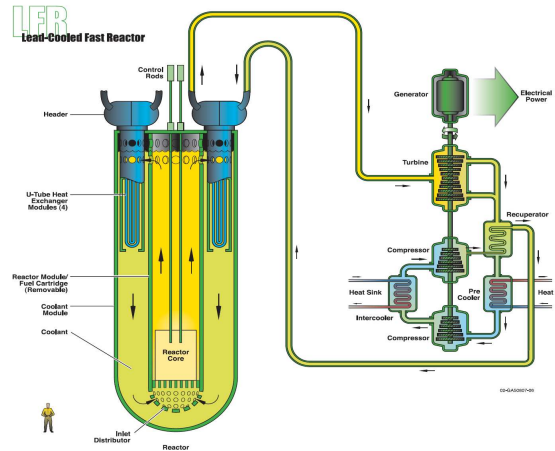 LFR
Lead-Cooled Fast Reactor
Control
Rods
Header
U-Tube Heat
Exchanger
Modules (4)
Reactor Module/
Fuel Cartridge
(Removable)
Coolant
Module
Coolant
Reactor
Core
Inlet
Distributor
Reactor
Generator
Electrical
Power
Turbine
Recuperator
Compressor
Heat Sink
Pre
Cooler
Heat
Intercooler
Compressor
02-GA50807-06